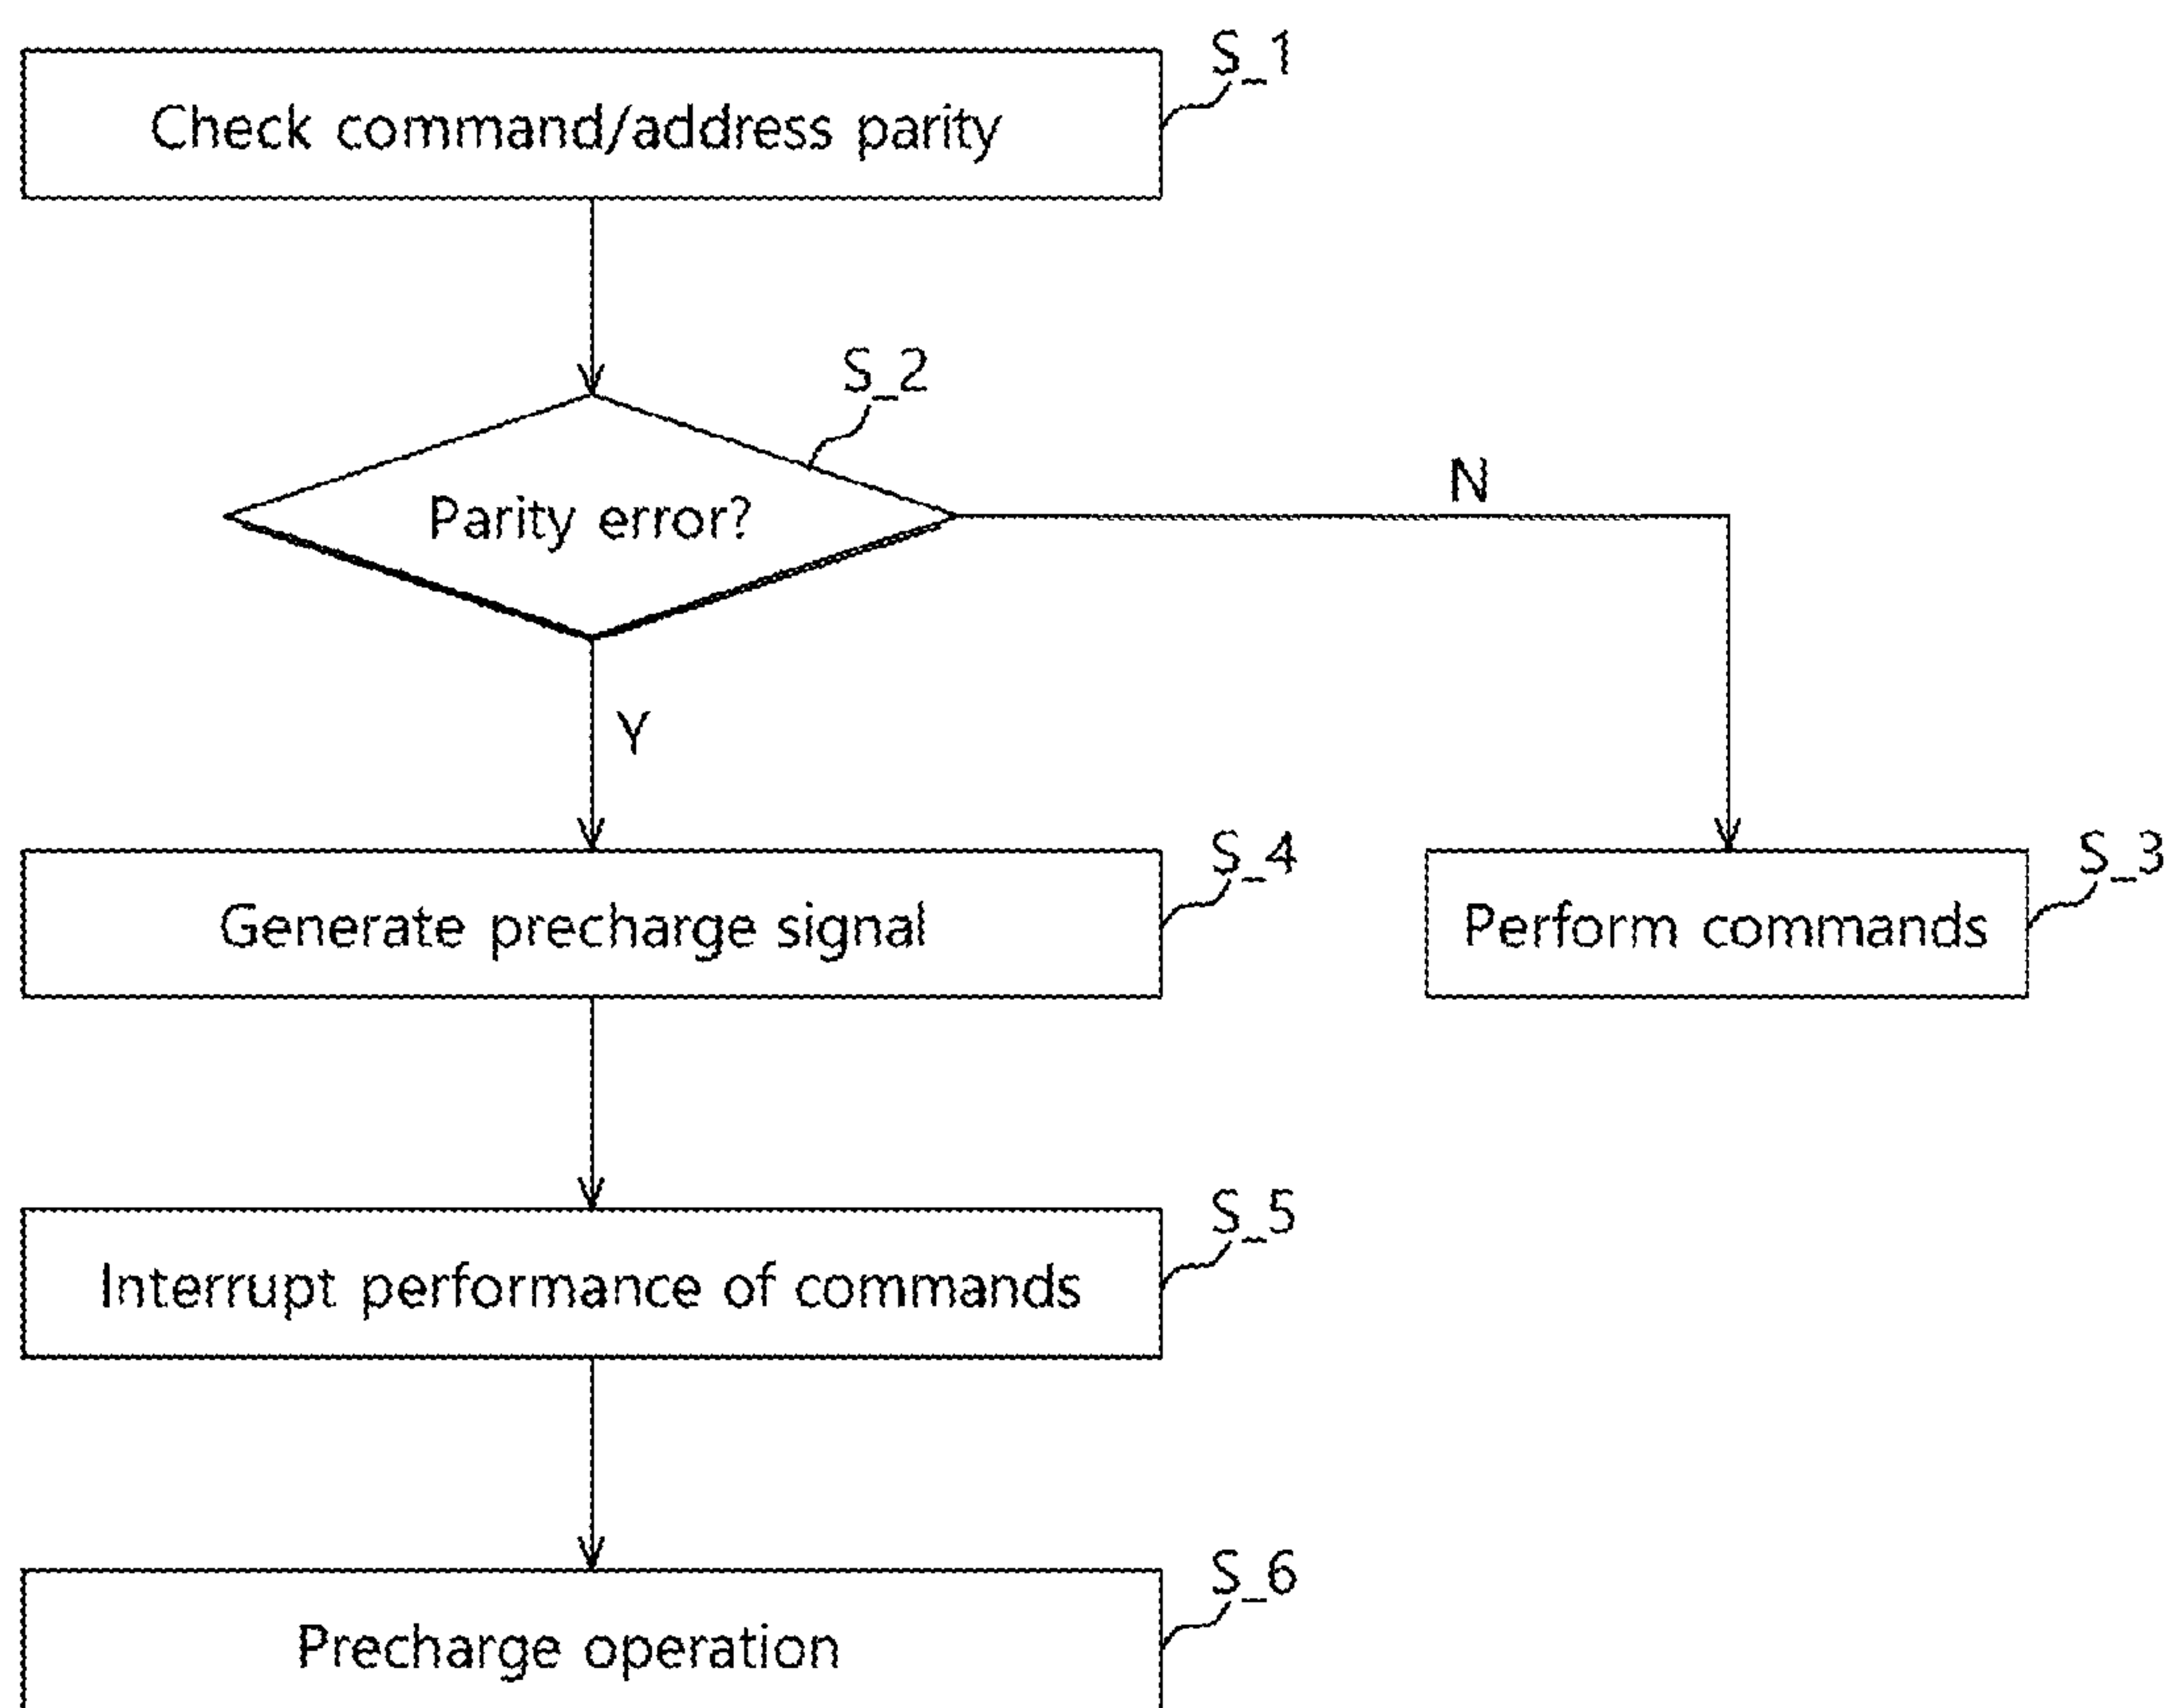 S_1
Check command/address parity
S_2
Parity error?
N
Y
S_4
Generate precharge signal
S_3
Perform commands
S_5
Interrupt performance of commands
S_6
Precharge operation